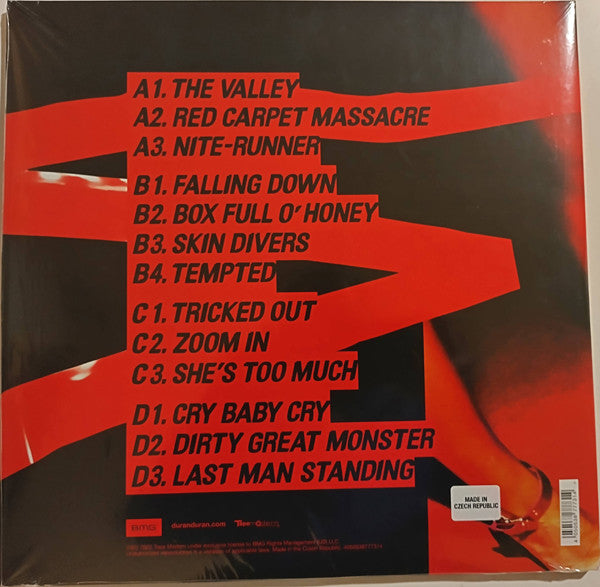 A1. THE VALLEY
A2. RED CARPET MASSACRE
A3. NITE-RUNNER
B1. FALLING DOWN
B2. BOX FULL O' HONEY
B3. SKIN DIVERS
B4. TEMPTED
C1. TRICKED OUT
C2. ZOOM IN
C3. SHE'S TOO MUCH
D1. CRY BABY CRY
D2. DIRTY GREAT MONSTER
D3. LAST MAN STANDING
MADE IN
CZECH REPUBLIC
BMG duranduran.com